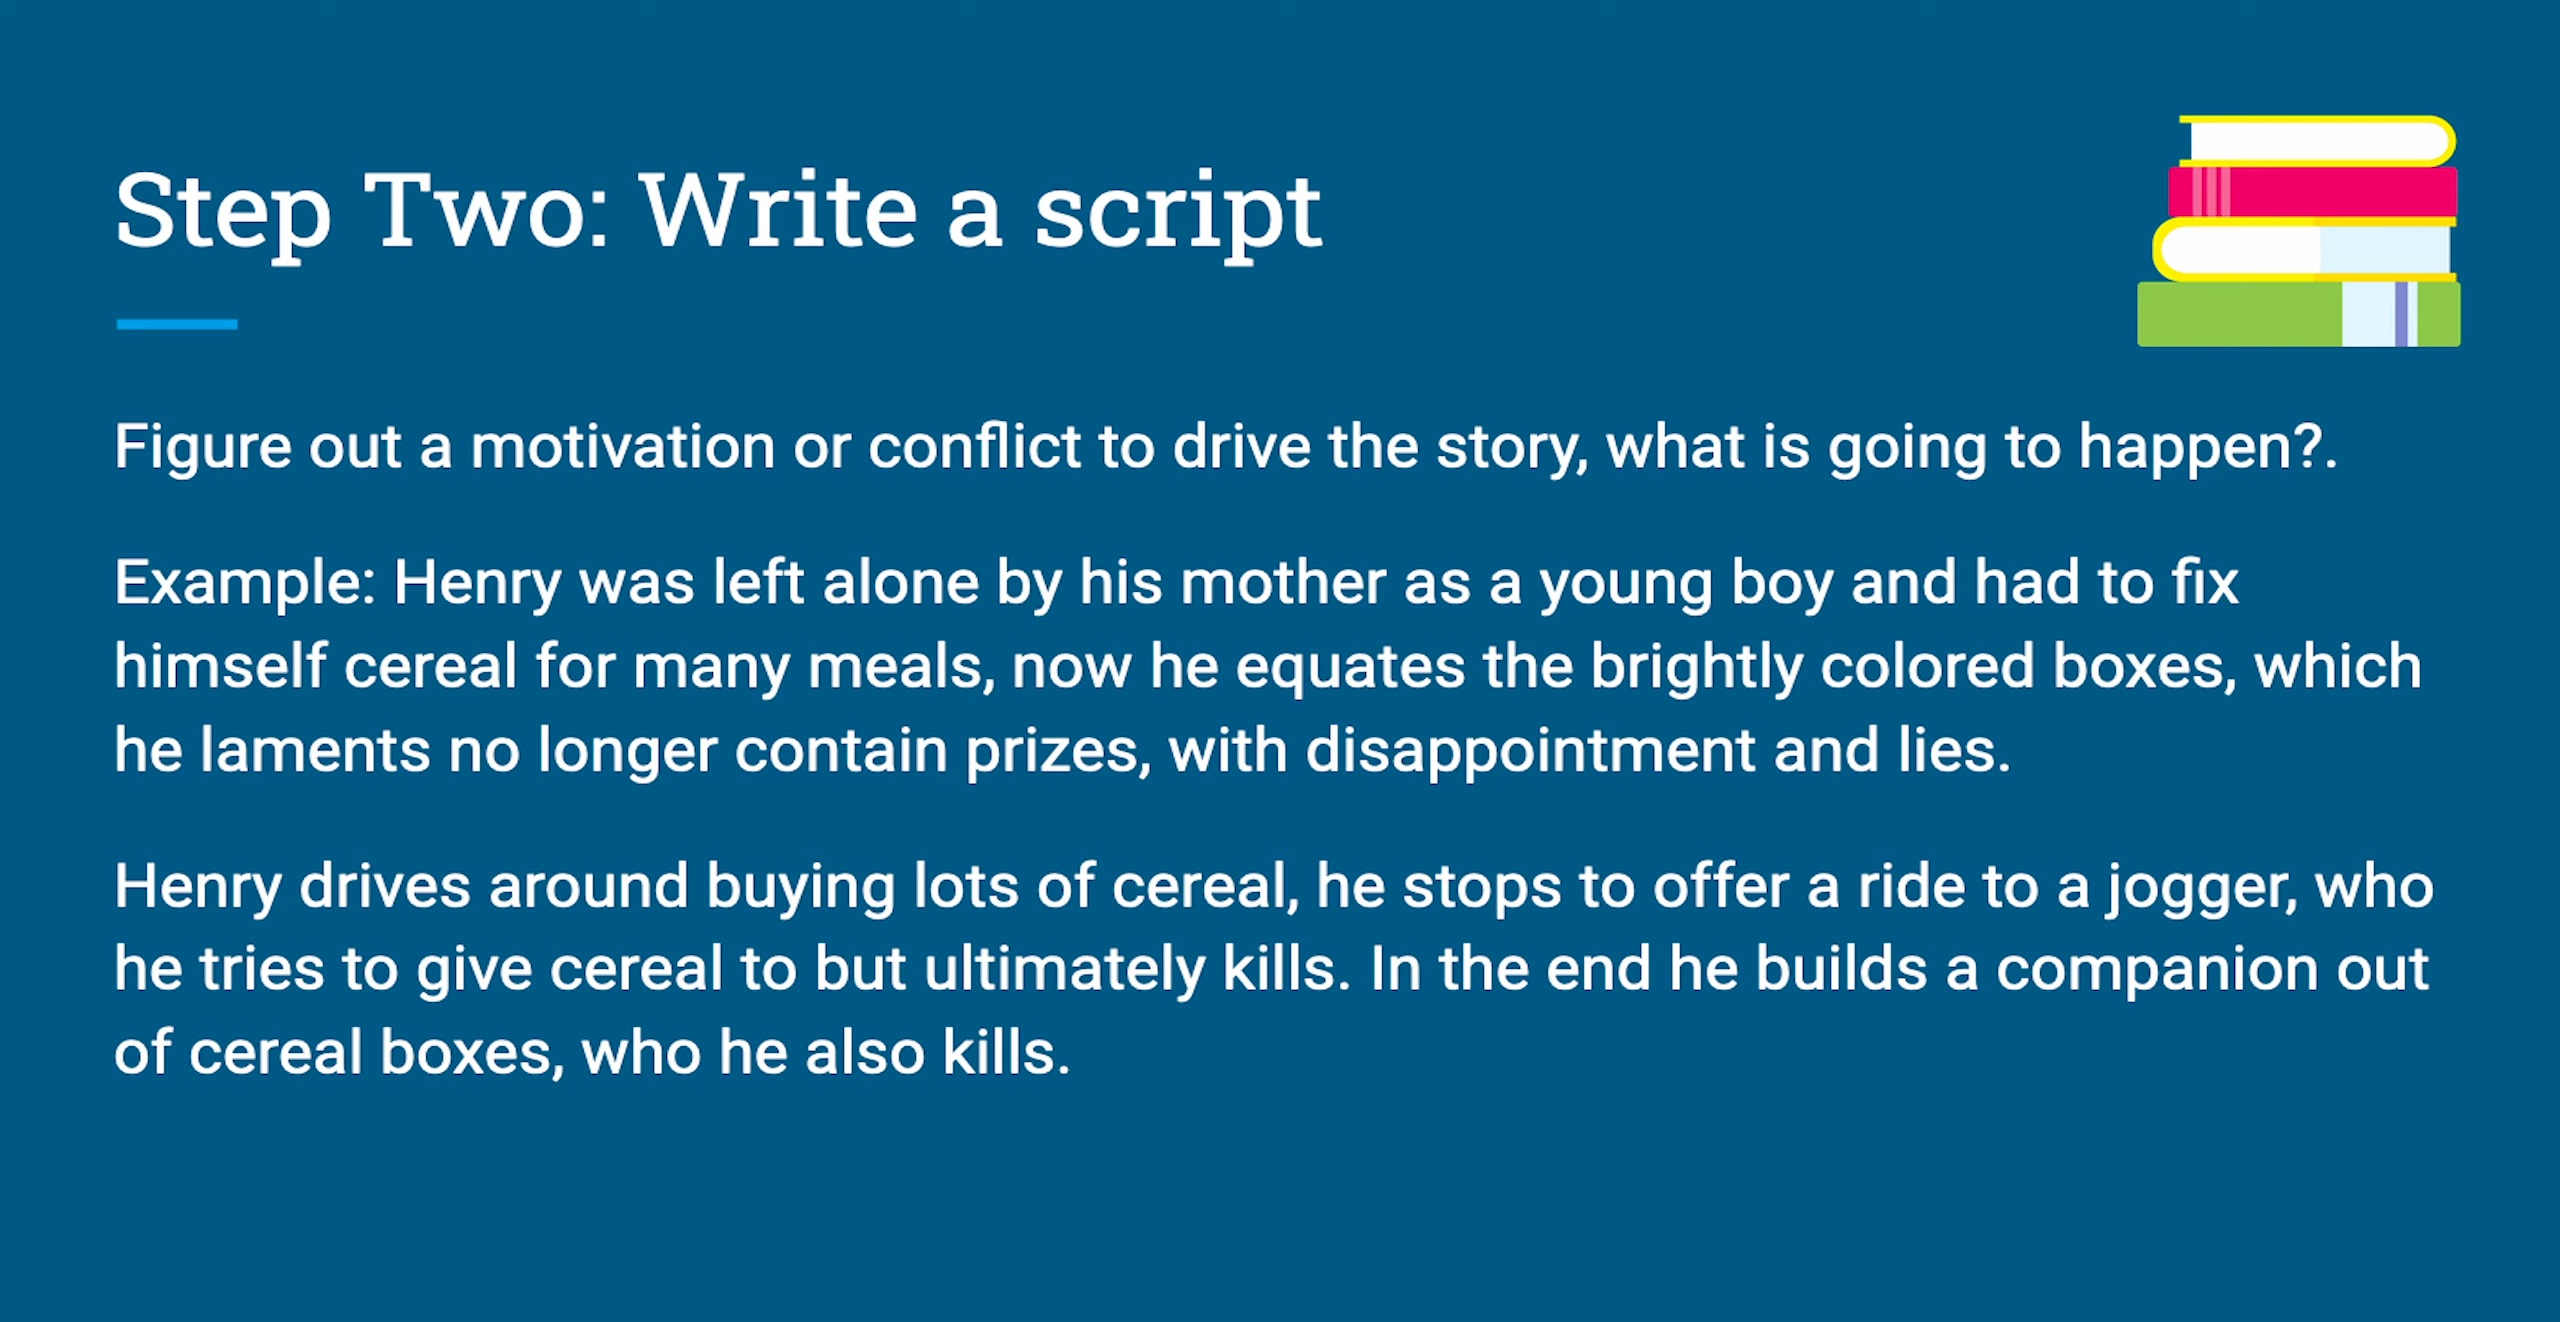 Step Two: Write a script
Figure out a motivation or conflict to drive the story, what is going to happen?.
Example: Henry was left alone by his mother as a young boy and had to fix
himself cereal for many meals, now he equates the brightly colored boxes, which
he laments no longer contain prizes, with disappointment and lies.
Henry drives around buying lots of cereal, he stops to offer a ride to a jogger, who
he tries to give cereal to but ultimately kills. In the end he builds a companion out
of cereal boxes, who he also kills.